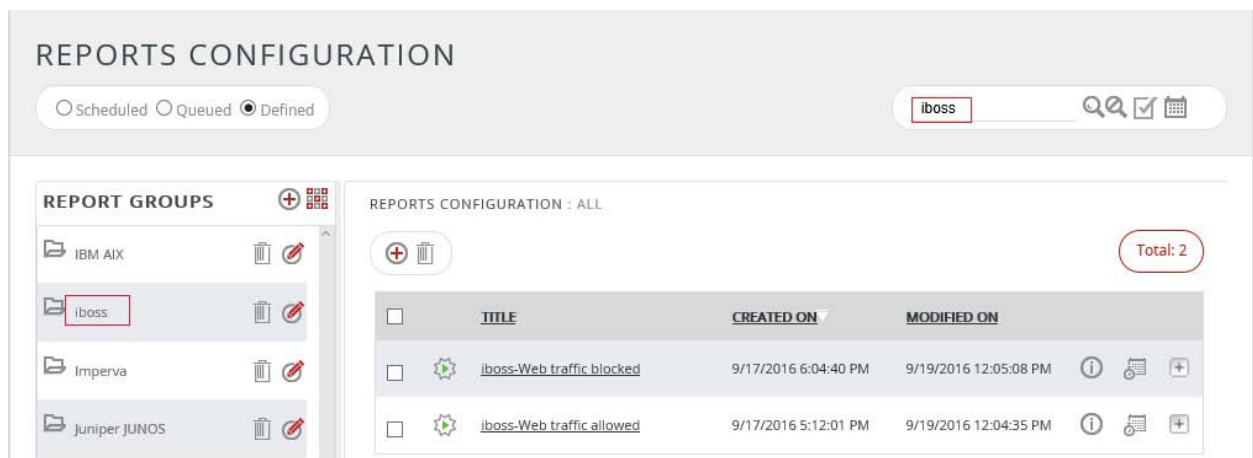 REPORTS CONFIGURATION
Scheduled Queued Defined
iboss
REPORT GROUPS
IBM AIX
iboss
Imperva
Juniper JUNOS
REPORTS CONFIGURATION : ALL
Total: 2
TITLE CREATED ON MODIFIED ON
iboss-Web traffic blocked 9/17/2016 6:04:40 PM 9/19/2016 12:05:08 PM
iboss-Web traffic allowed 9/17/2016 5:12:01 PM 9/19/2016 12:04:35 PM